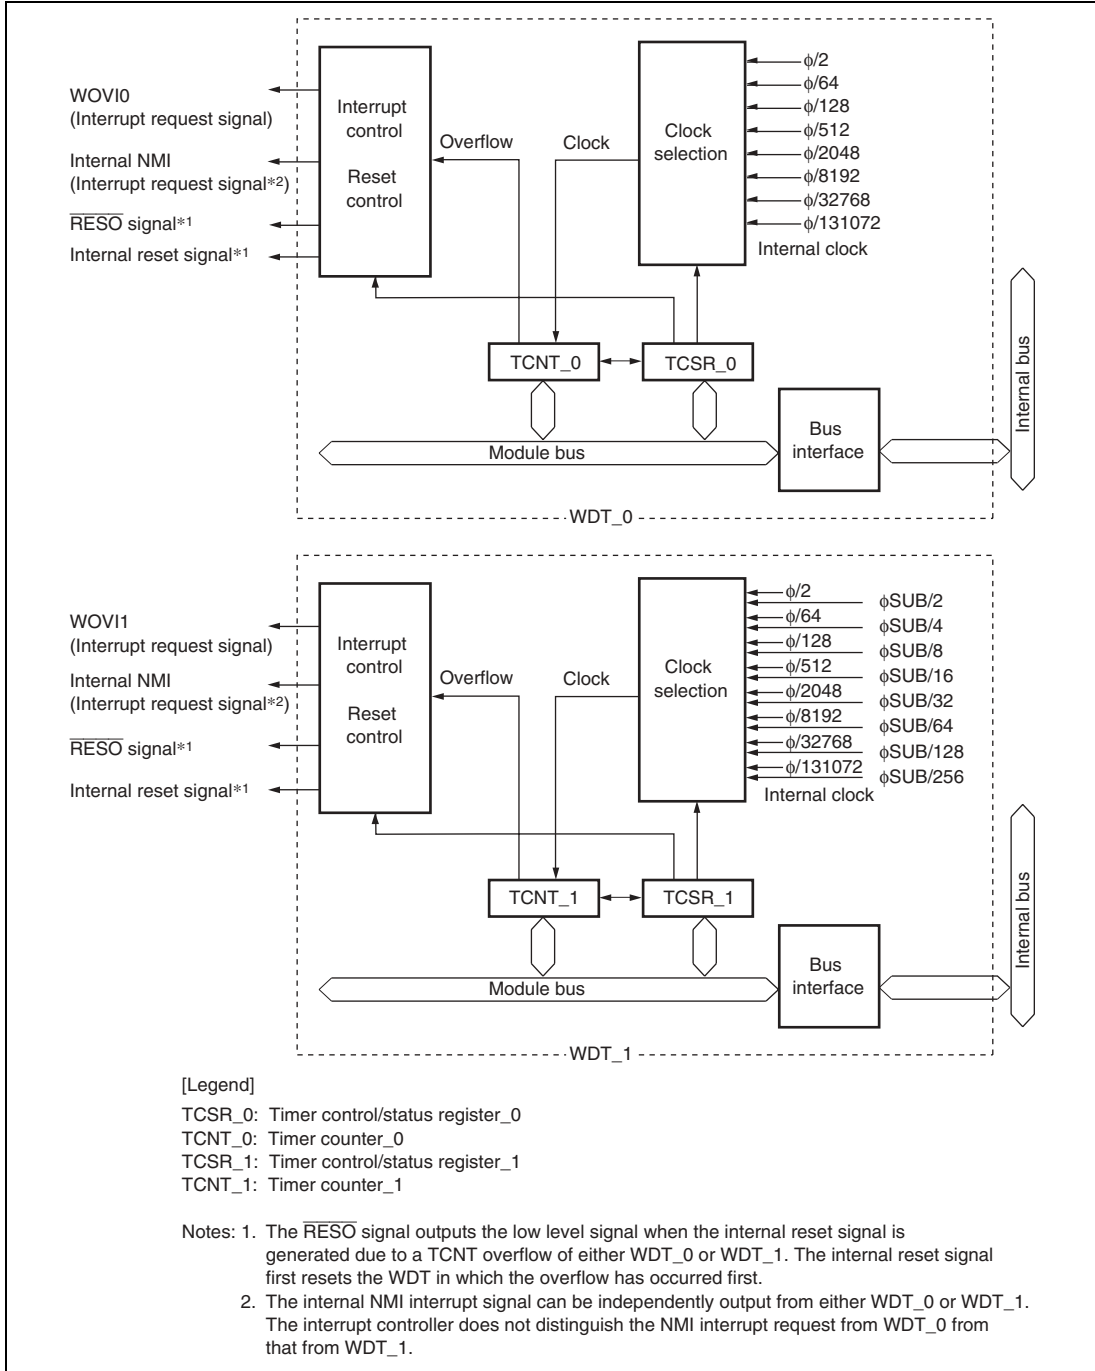 WOVI0
(Interrupt request signal)
Internal NMI
(Interrupt request signal*2)
RESO signal*1
Internal reset signal*1
Interrupt
control
Reset
control
Overflow
Clock
Clock
selection
φ/2
φ/64
φ/128
φ/512
φ/2048
φ/8192
φ/32768
φ/131072
Internal clock
TCNT_0
TCSR_0
Module bus
Bus
interface
Internal bus
WDT_0
WOVI1
(Interrupt request signal)
Internal NMI
(Interrupt request signal*2)
RESO signal*1
Internal reset signal*1
Interrupt
control
Reset
control
Overflow
Clock
Clock
selection
φ/2
φSUB/2
φ/64
φSUB/4
φ/128
φSUB/8
φ/512
φSUB/16
φ/2048
φSUB/32
φ/8192
φSUB/64
φ/32768
φSUB/128
φ/131072
φSUB/256
Internal clock
TCNT_1
TCSR_1
Module bus
Bus
interface
Internal bus
WDT_1
[Legend]
TCSR_0: Timer control/status register_0
TCNT_0: Timer counter_0
TCSR_1: Timer control/status register_1
TCNT_1: Timer counter_1
Notes: 1. The RESO signal outputs the low level signal when the internal reset signal is
generated due to a TCNT overflow of either WDT_0 or WDT_1. The internal reset signal
first resets the WDT in which the overflow has occurred first.
2. The internal NMI interrupt signal can be independently output from either WDT_0 or WDT_1.
The interrupt controller does not distinguish the NMI interrupt request from WDT_0 from
that from WDT_1.